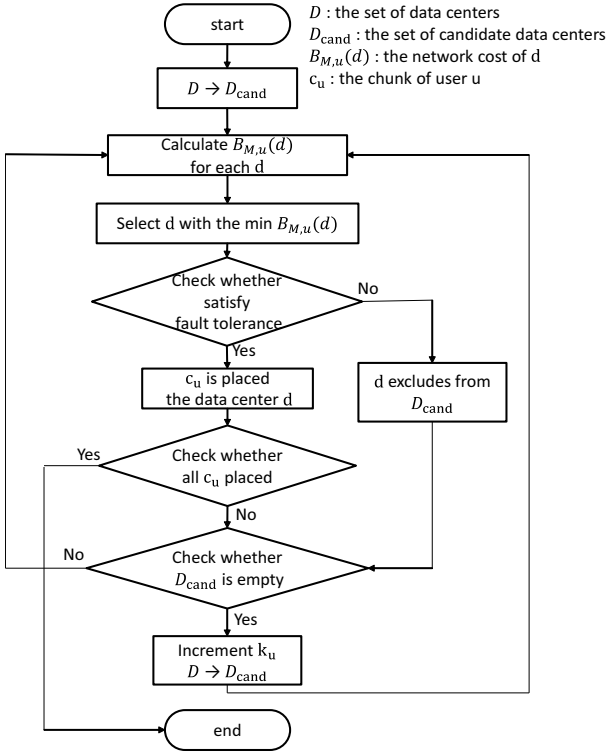 start
D : the set of data centers
D_cand : the set of candidate data centers
B_{M,u}(d) : the network cost of d
c_u : the chunk of user u
D → D_cand
Calculate B_{M,u}(d)
for each d
Select d with the min B_{M,u}(d)
Check whether
satisfy
fault tolerance
No
Yes
c_u is placed
the data center d
d excludes from
D_cand
Check whether
all c_u placed
Yes
No
Check whether
D_cand is empty
No
Yes
Increment k_u
D → D_cand
end